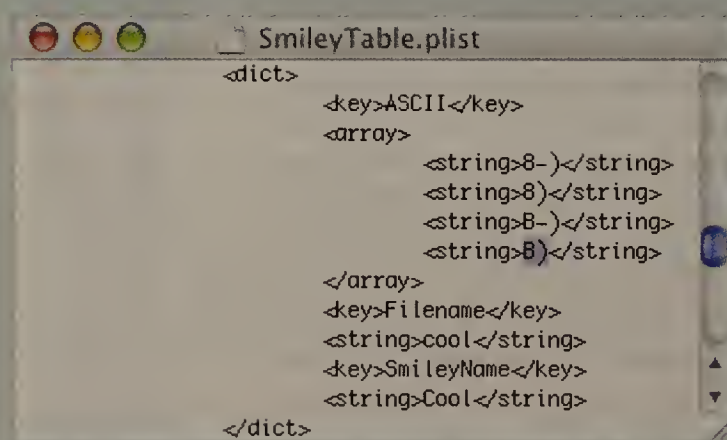 SmileyTable.plist
<dict>
<key>ASCII</key>
<array>
<string>8-)</string>
<string>8)</string>
<string>B-)</string>
<string>B)</string>
</array>
<key>Filename</key>
<string>cool</string>
<key>SmileyName</key>
<string>Cool</string>
</dict>